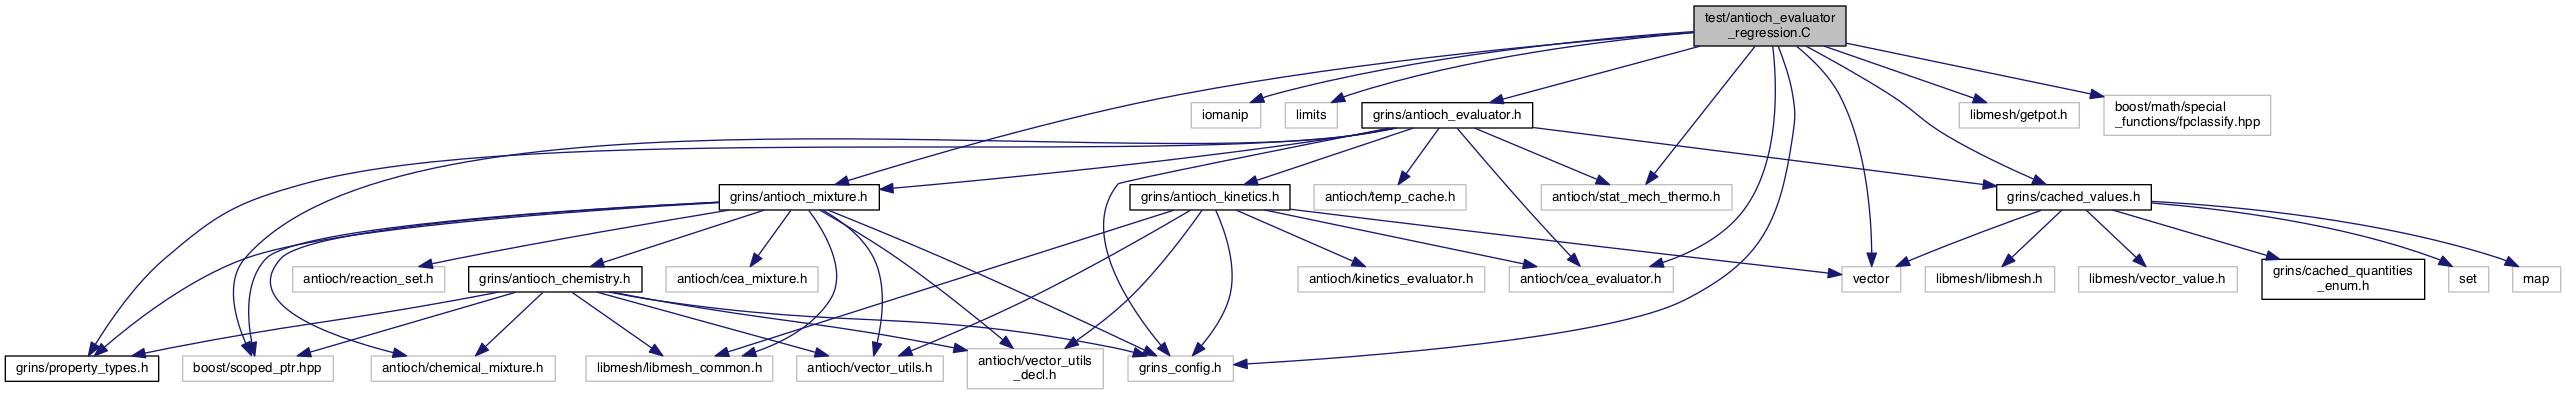 test/antioch_evaluator
_regression.C
iomanip
limits
grins/antioch_evaluator.h
libmesh/getpot.h
boost/math/special
_functions/fpclassify.hpp
grins/antioch_mixture.h
grins/antioch_kinetics.h
antioch/temp_cache.h
antioch/stat_mech_thermo.h
grins/cached_values.h
antioch/reaction_set.h
grins/antioch_chemistry.h
antioch/cea_mixture.h
antioch/kinetics_evaluator.h
antioch/cea_evaluator.h
vector
libmesh/libmesh.h
libmesh/vector_value.h
grins/cached_quantities
_enum.h
set
map
grins/property_types.h
boost/scoped_ptr.hpp
antioch/chemical_mixture.h
libmesh/libmesh_common.h
antioch/vector_utils.h
antioch/vector_utils
_decl.h
grins_config.h